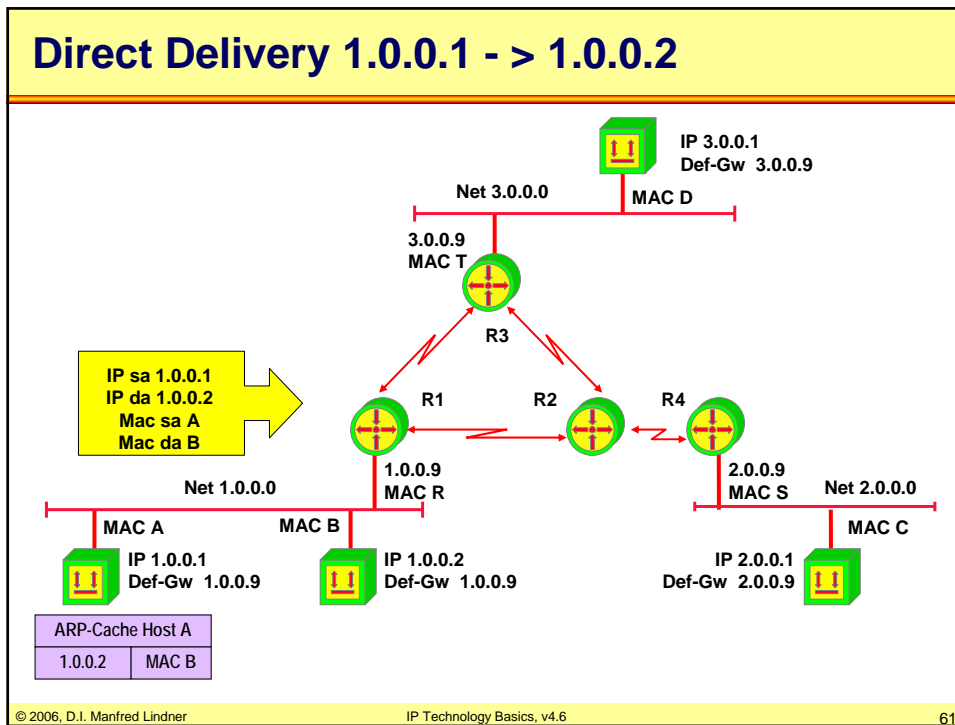 Direct Delivery 1.0.0.1 - > 1.0.0.2
IP 3.0.0.1
Def-Gw 3.0.0.9
MAC D
Net 3.0.0.0
3.0.0.9
MAC T
R3
IP sa 1.0.0.1
IP da 1.0.0.2
Mac sa A
Mac da B
R1
R2
R4
1.0.0.9
MAC R
2.0.0.9
MAC S
Net 1.0.0.0
Net 2.0.0.0
MAC A
MAC B
MAC C
IP 1.0.0.1
Def-Gw 1.0.0.9
IP 1.0.0.2
Def-Gw 1.0.0.9
IP 2.0.0.1
Def-Gw 2.0.0.9
ARP-Cache Host A
1.0.0.2 MAC B
© 2006, D.I. Manfred Lindner IP Technology Basics, v4.6 61